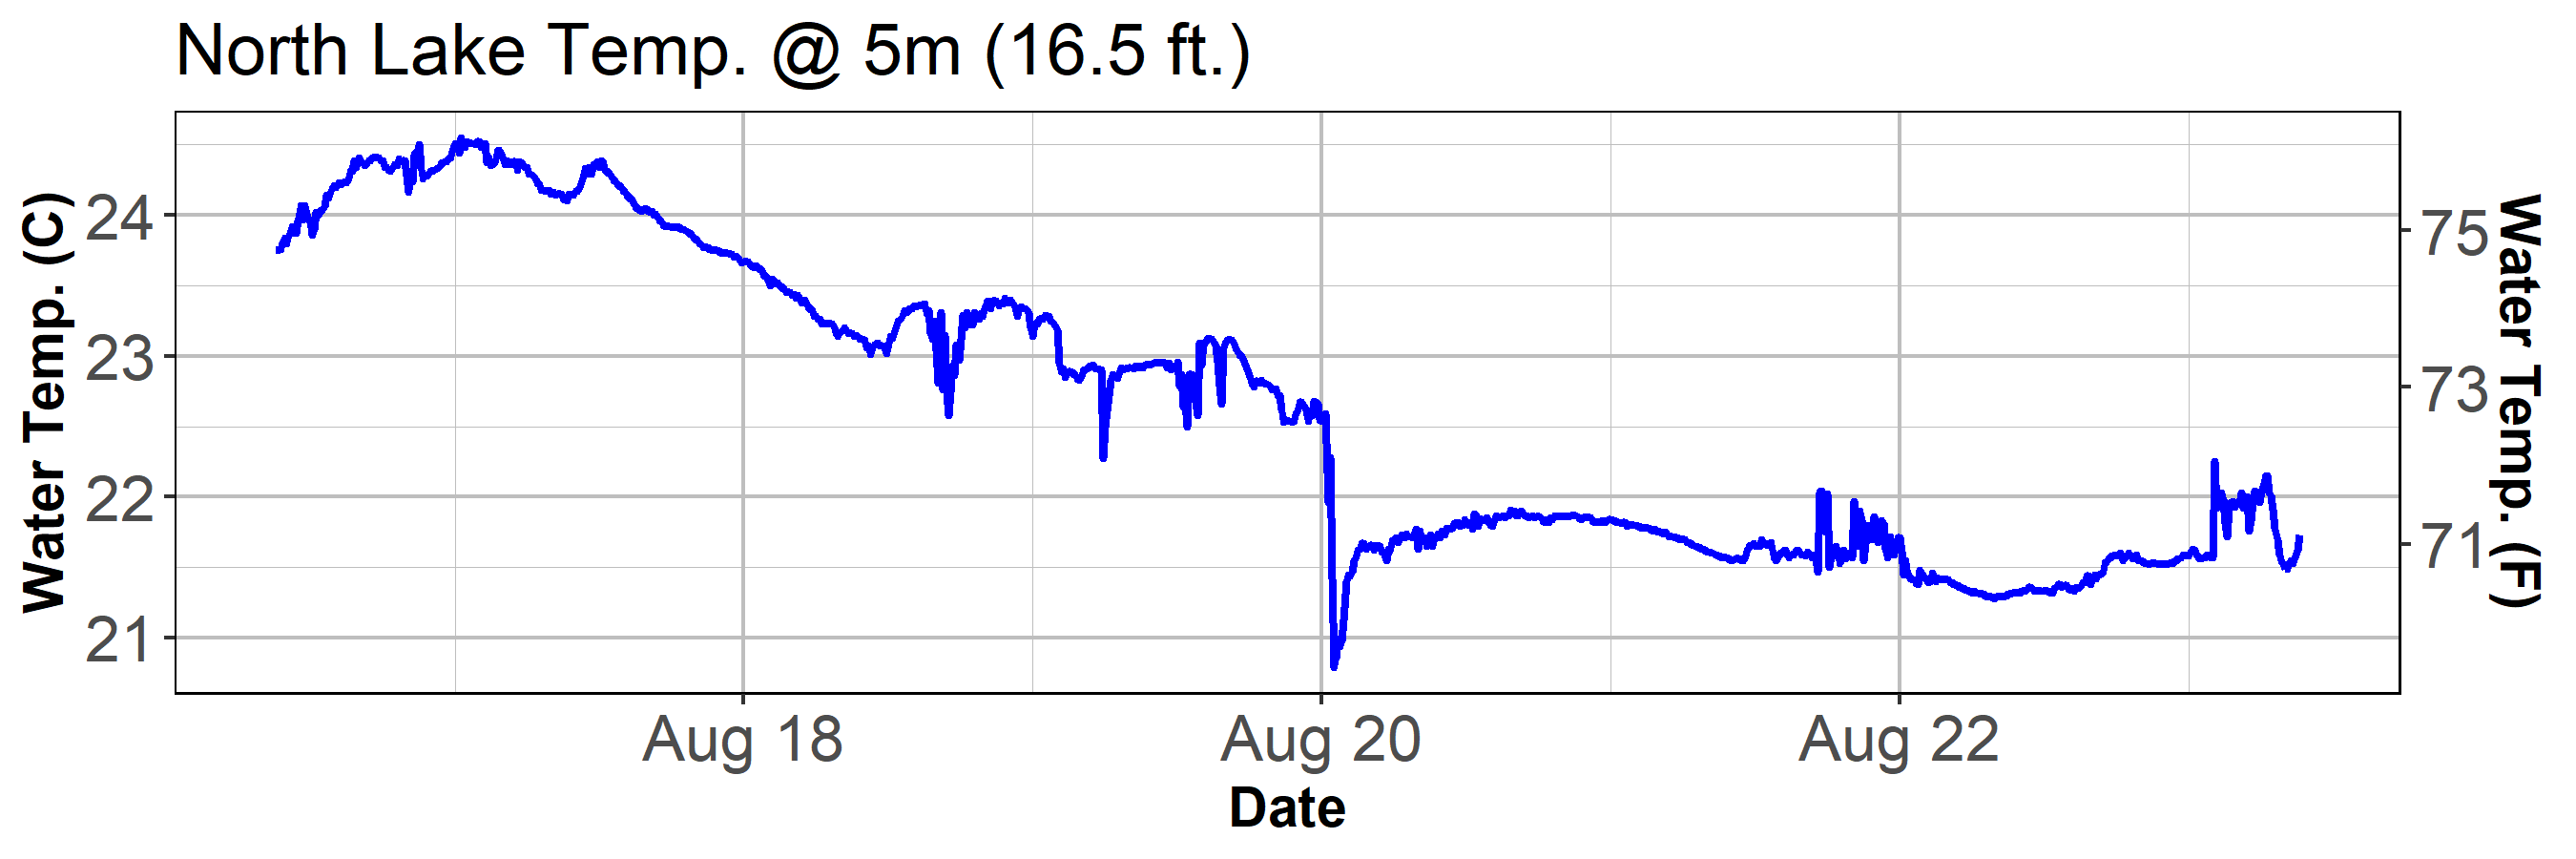 North Lake Temp. @ 5m (16.5 ft.)
Water Temp. (C)
24
23
22
21
75
73
71
Water Temp. (F)
Aug 18
Aug 20
Aug 22
Date